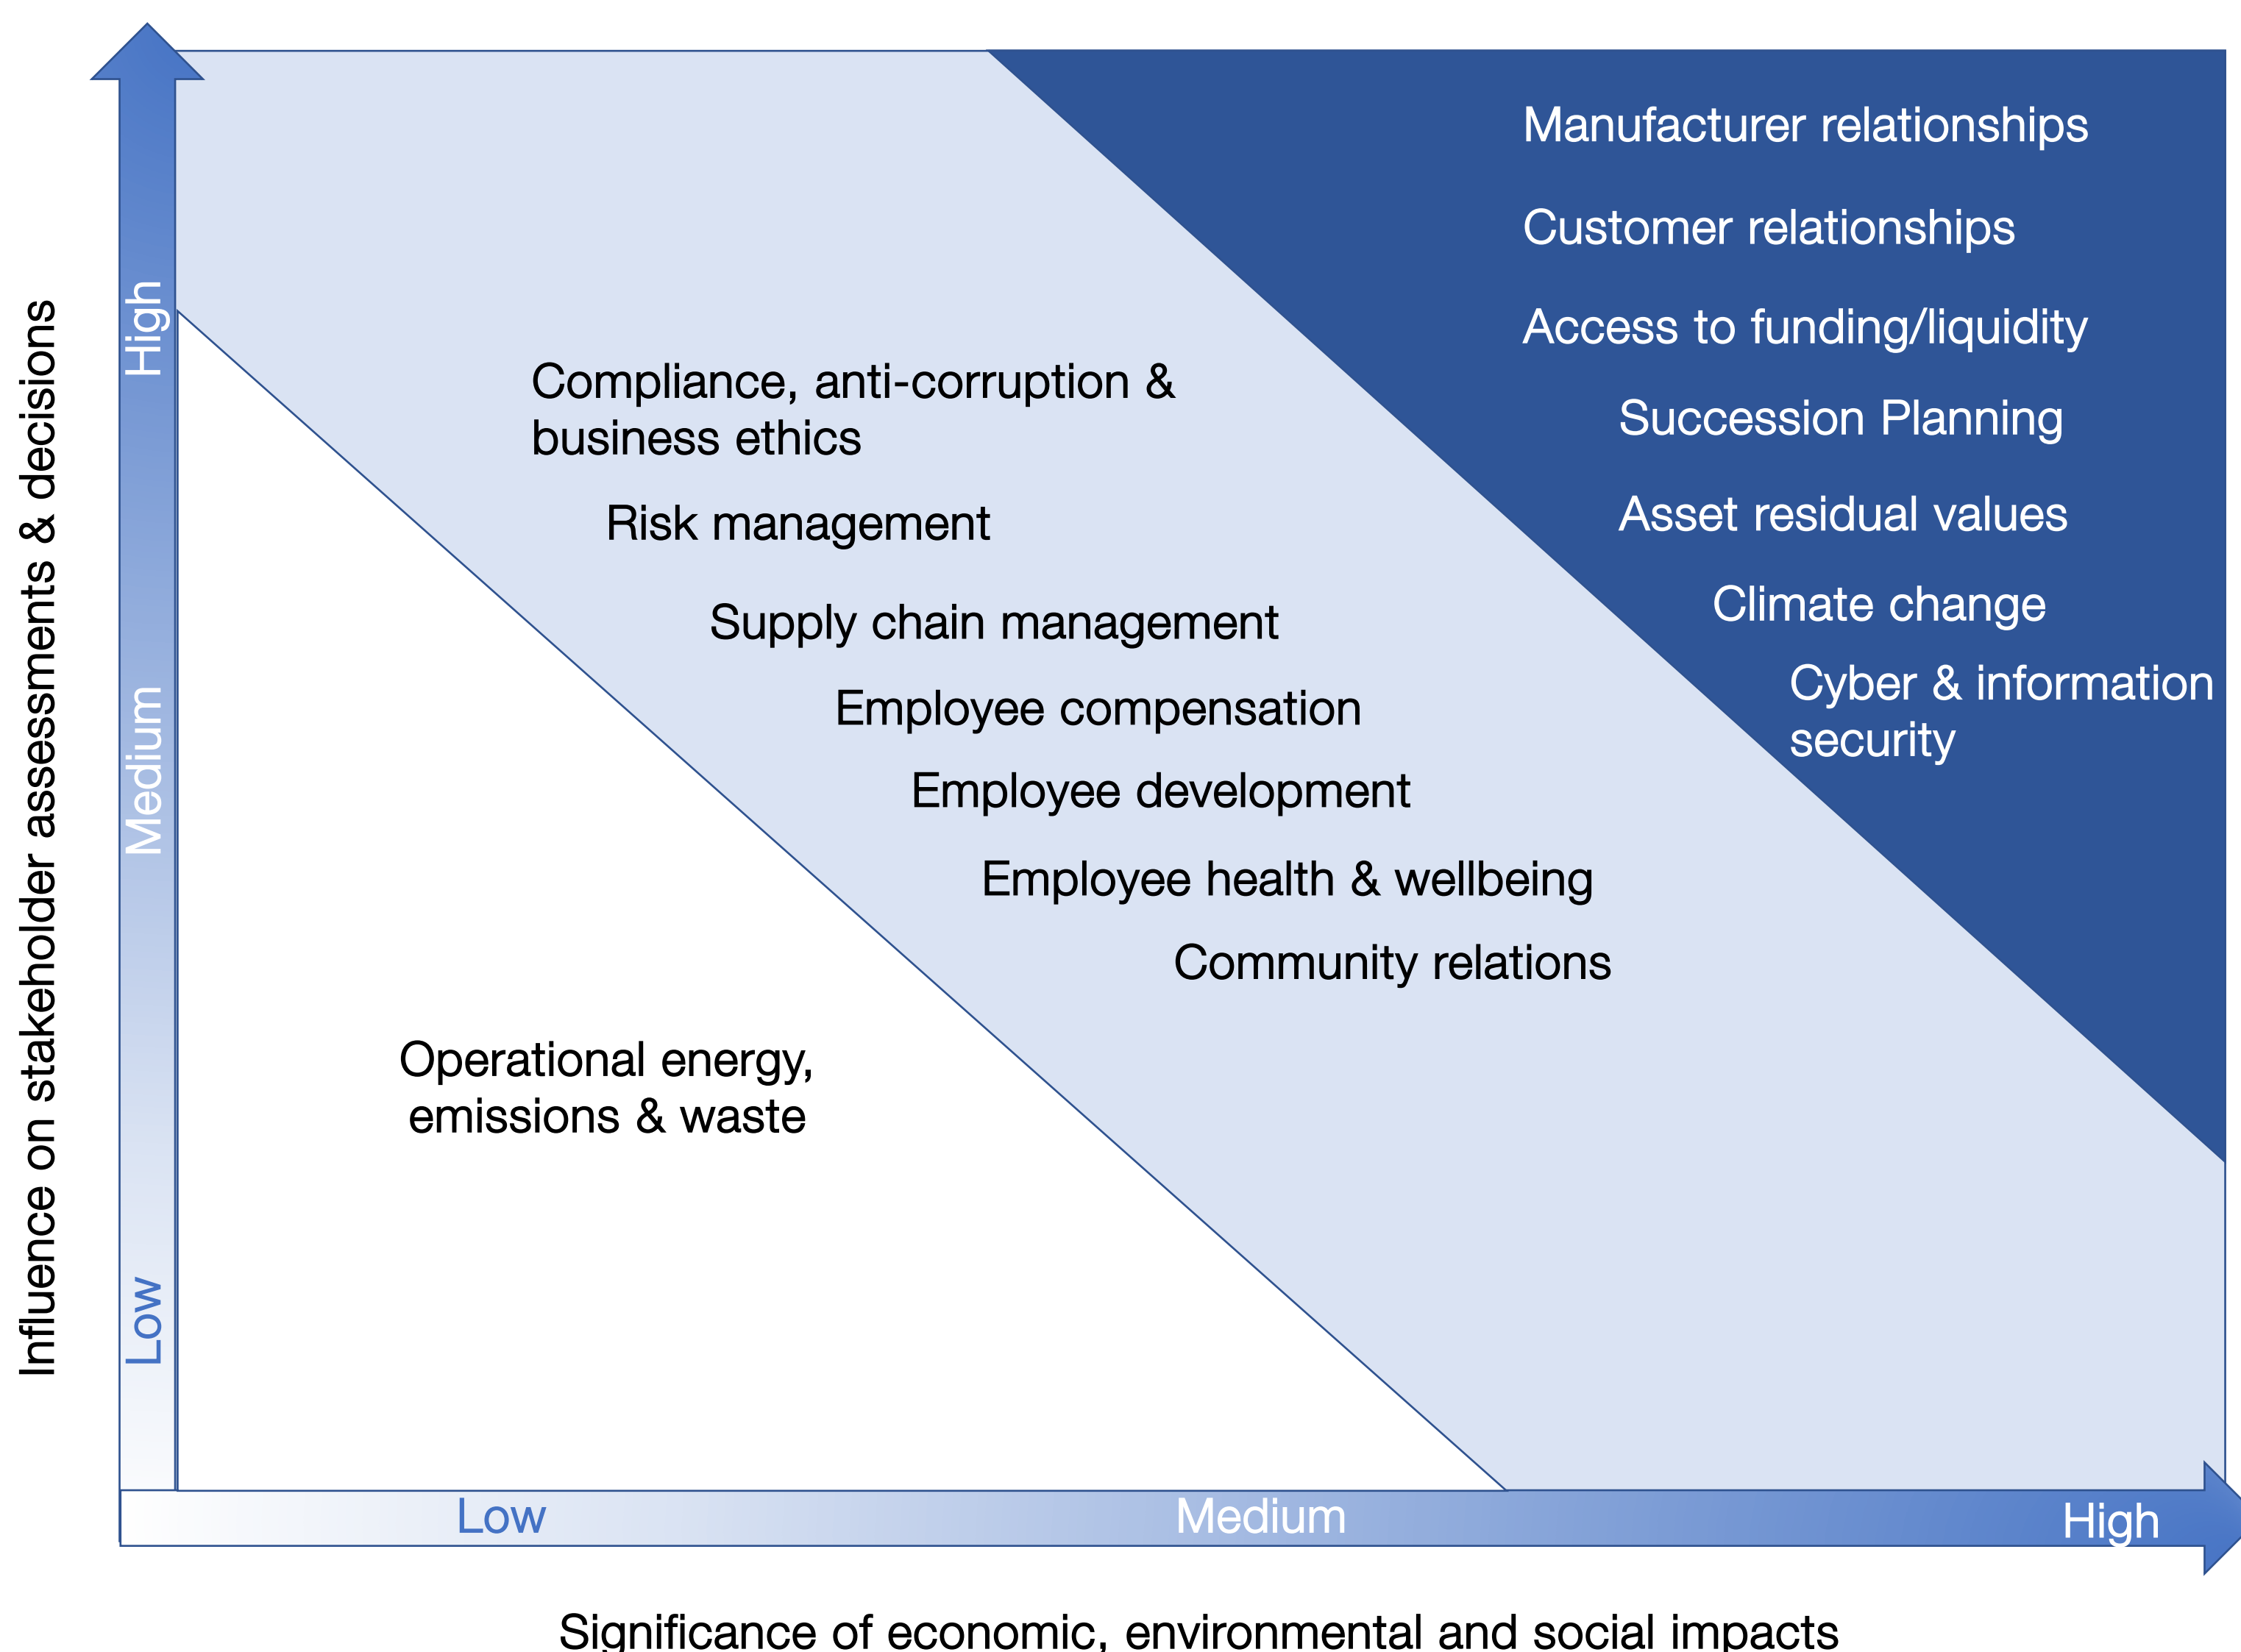 Influence on stakeholder assessments & decisions
High
Medium
Low
Manufacturer relationships
Customer relationships
Access to funding/liquidity
Succession Planning
Asset residual values
Climate change
Cyber & information
security
Compliance, anti-corruption &
business ethics
Risk management
Supply chain management
Employee compensation
Employee development
Employee health & wellbeing
Community relations
Operational energy,
emissions & waste
Low
Medium
High
Significance of economic, environmental and social impacts